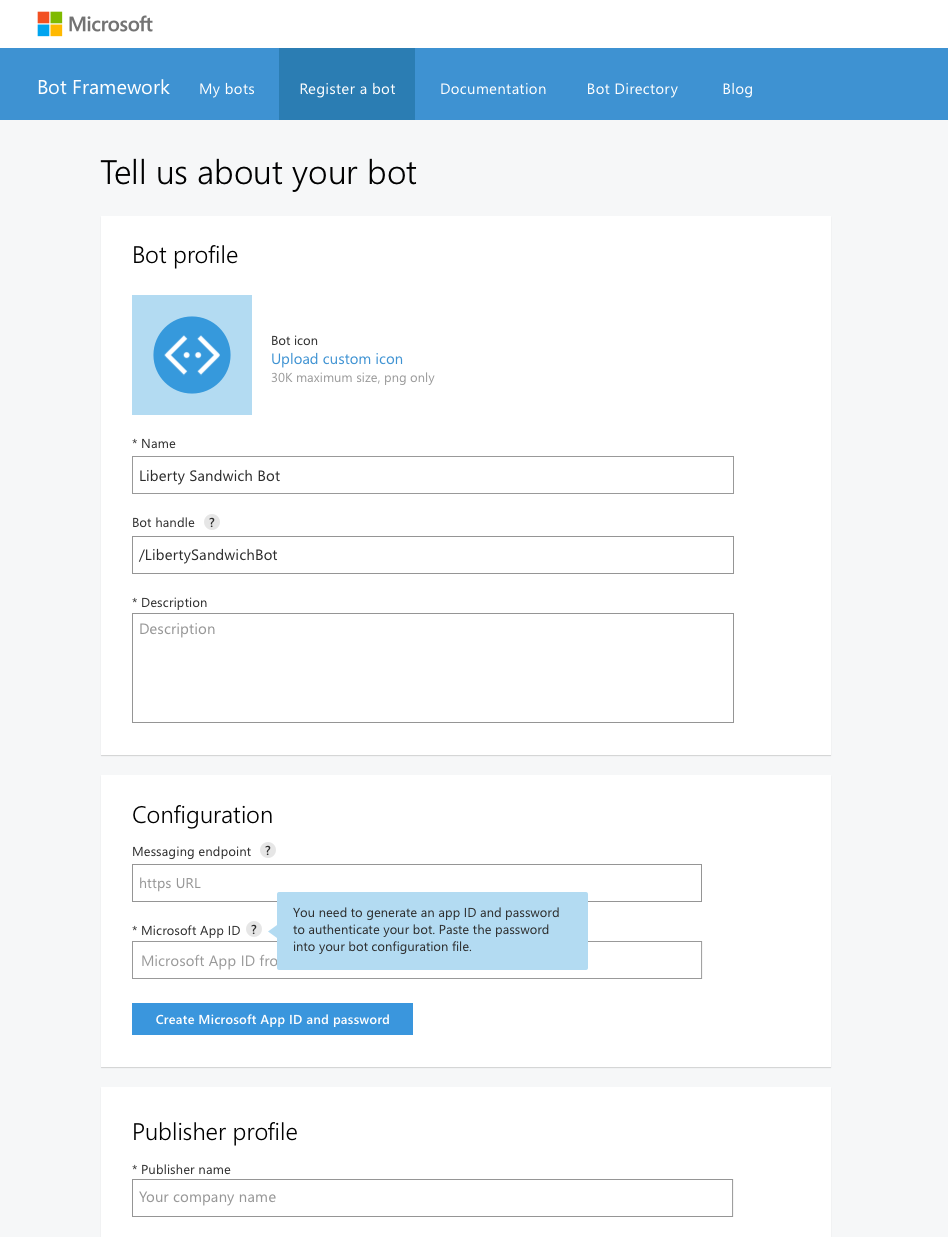 Microsoft
Bot Framework My bots Register a bot Documentation Bot Directory Blog
Tell us about your bot
Bot profile
Bot icon
Upload custom icon
30K maximum size, png only
* Name
Liberty Sandwich Bot
Bot handle ?
/LibertySandwichBot
* Description
Description
Configuration
Messaging endpoint ?
https URL
You need to generate an app ID and password
to authenticate your bot. Paste the password
into your bot configuration file.
* Microsoft App ID ?
Microsoft App ID
Create Microsoft App ID and password
Publisher profile
* Publisher name
Your company name